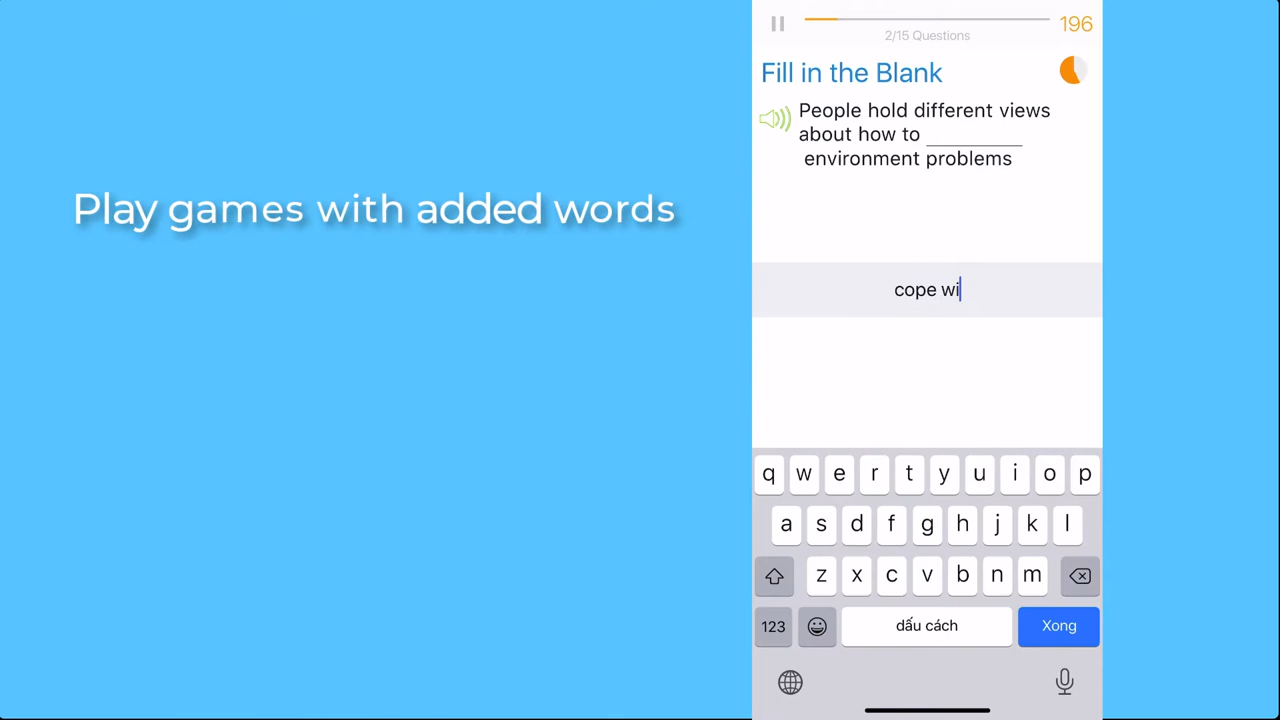 Play games with added words
196
2/15 Questions
Fill in the Blank
People hold different views
about how to __________
environment problems
cope wi
q w e r t y u i o p
a s d f g h j k l
z x c v b n m
123 dấu cách Xong